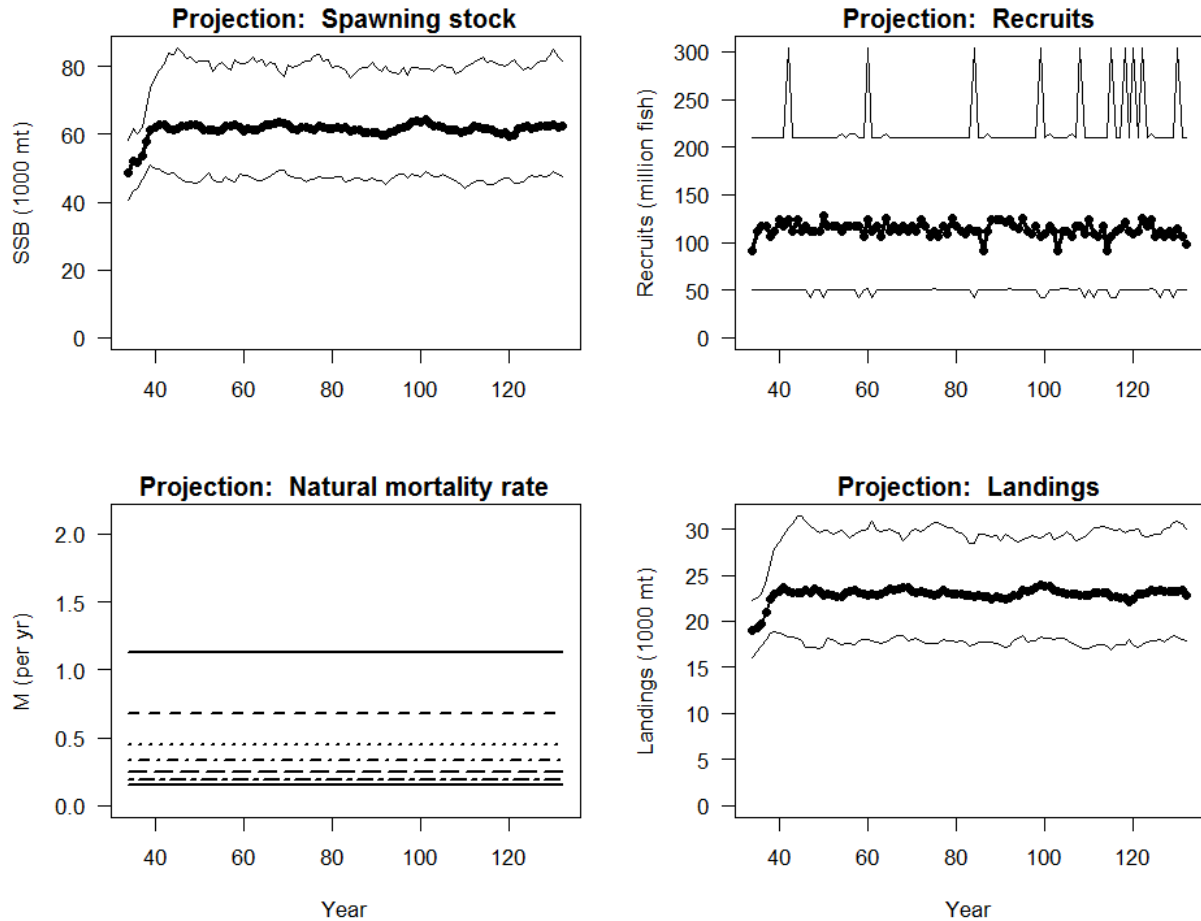 Projection: Spawning stock
SSB (1000 mt)
80
60
40
20
0
40 60 80 100 120
Projection: Recruits
Recruits (million fish)
300
250
200
150
100
50
0
40 60 80 100 120
Projection: Natural mortality rate
M (per yr)
2.0
1.5
1.0
0.5
0.0
40 60 80 100 120
Year
Projection: Landings
Landings (1000 mt)
30
25
20
15
10
5
0
40 60 80 100 120
Year